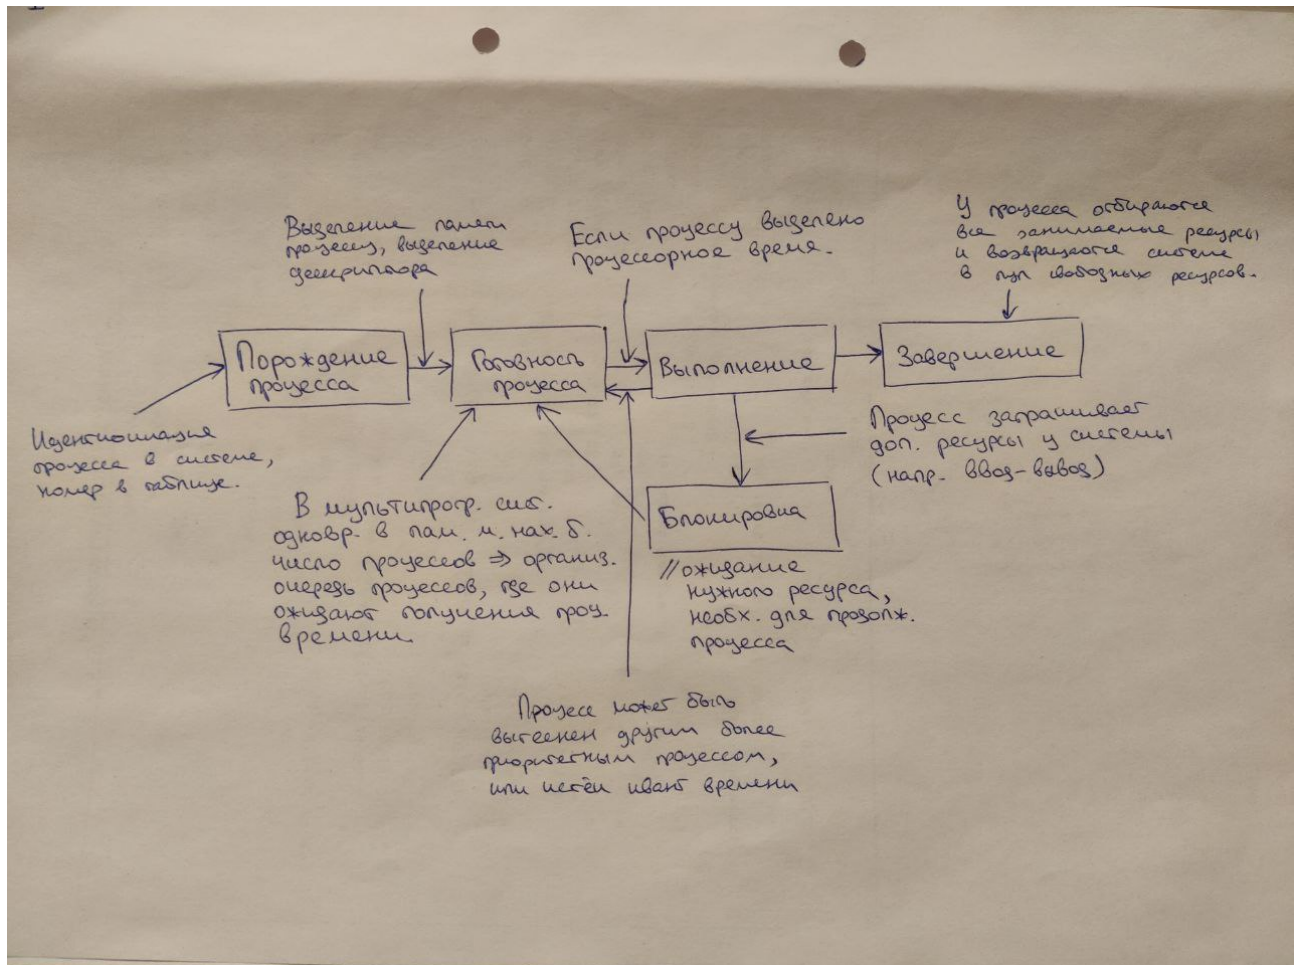 Выделение памяти
процессу, выделение
дескриптора
Если процессу выделено
процессорное время.
У процесса отбираются
все занимаемые ресурсы
и возвращаются системе
в пул свободных ресурсов.
Порождение
процесса
Готовность
процесса
Выполнение
Завершение
Идентификация
процесса в системе,
номер в таблице.
Процесс запрашивает
доп. ресурсы у системы
(напр. ввод-вывод)
В мультипрогр. сист.
одновр. в пам. м. нах. б.
число процессов ⇒ организ.
очередь процессов, где они
ожидают получения проц.
времени.
Блокировка
//ожидание
нужного ресурса,
необх. для продолж.
процесса
Процесс может быть
вытеснен другим более
приоритетным процессом,
или истёк квант времени